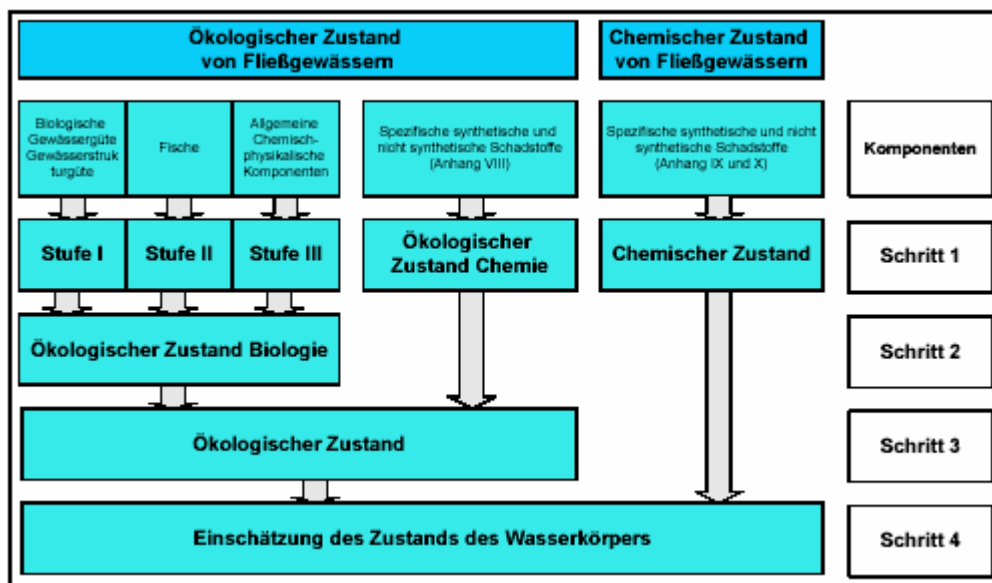 Ökologischer Zustand
von Fließgewässern
Chemischer Zustand
von Fließgewässern
Biologische
Gewässergüte
Gewässerstruk
turgüte
Fische
Allgemeine
Chemisch-
physikalische
Komponenten
Spezifische synthetische und
nicht synthetische Schadstoffe
(Anhang VIII)
Spezifische synthetische und nicht
synthetische Schadstoffe
(Anhang IX und X)
Komponenten
Stufe I
Stufe II
Stufe III
Ökologischer
Zustand Chemie
Chemischer Zustand
Schritt 1
Ökologischer Zustand Biologie
Schritt 2
Ökologischer Zustand
Schritt 3
Einschätzung des Zustands des Wasserkörpers
Schritt 4